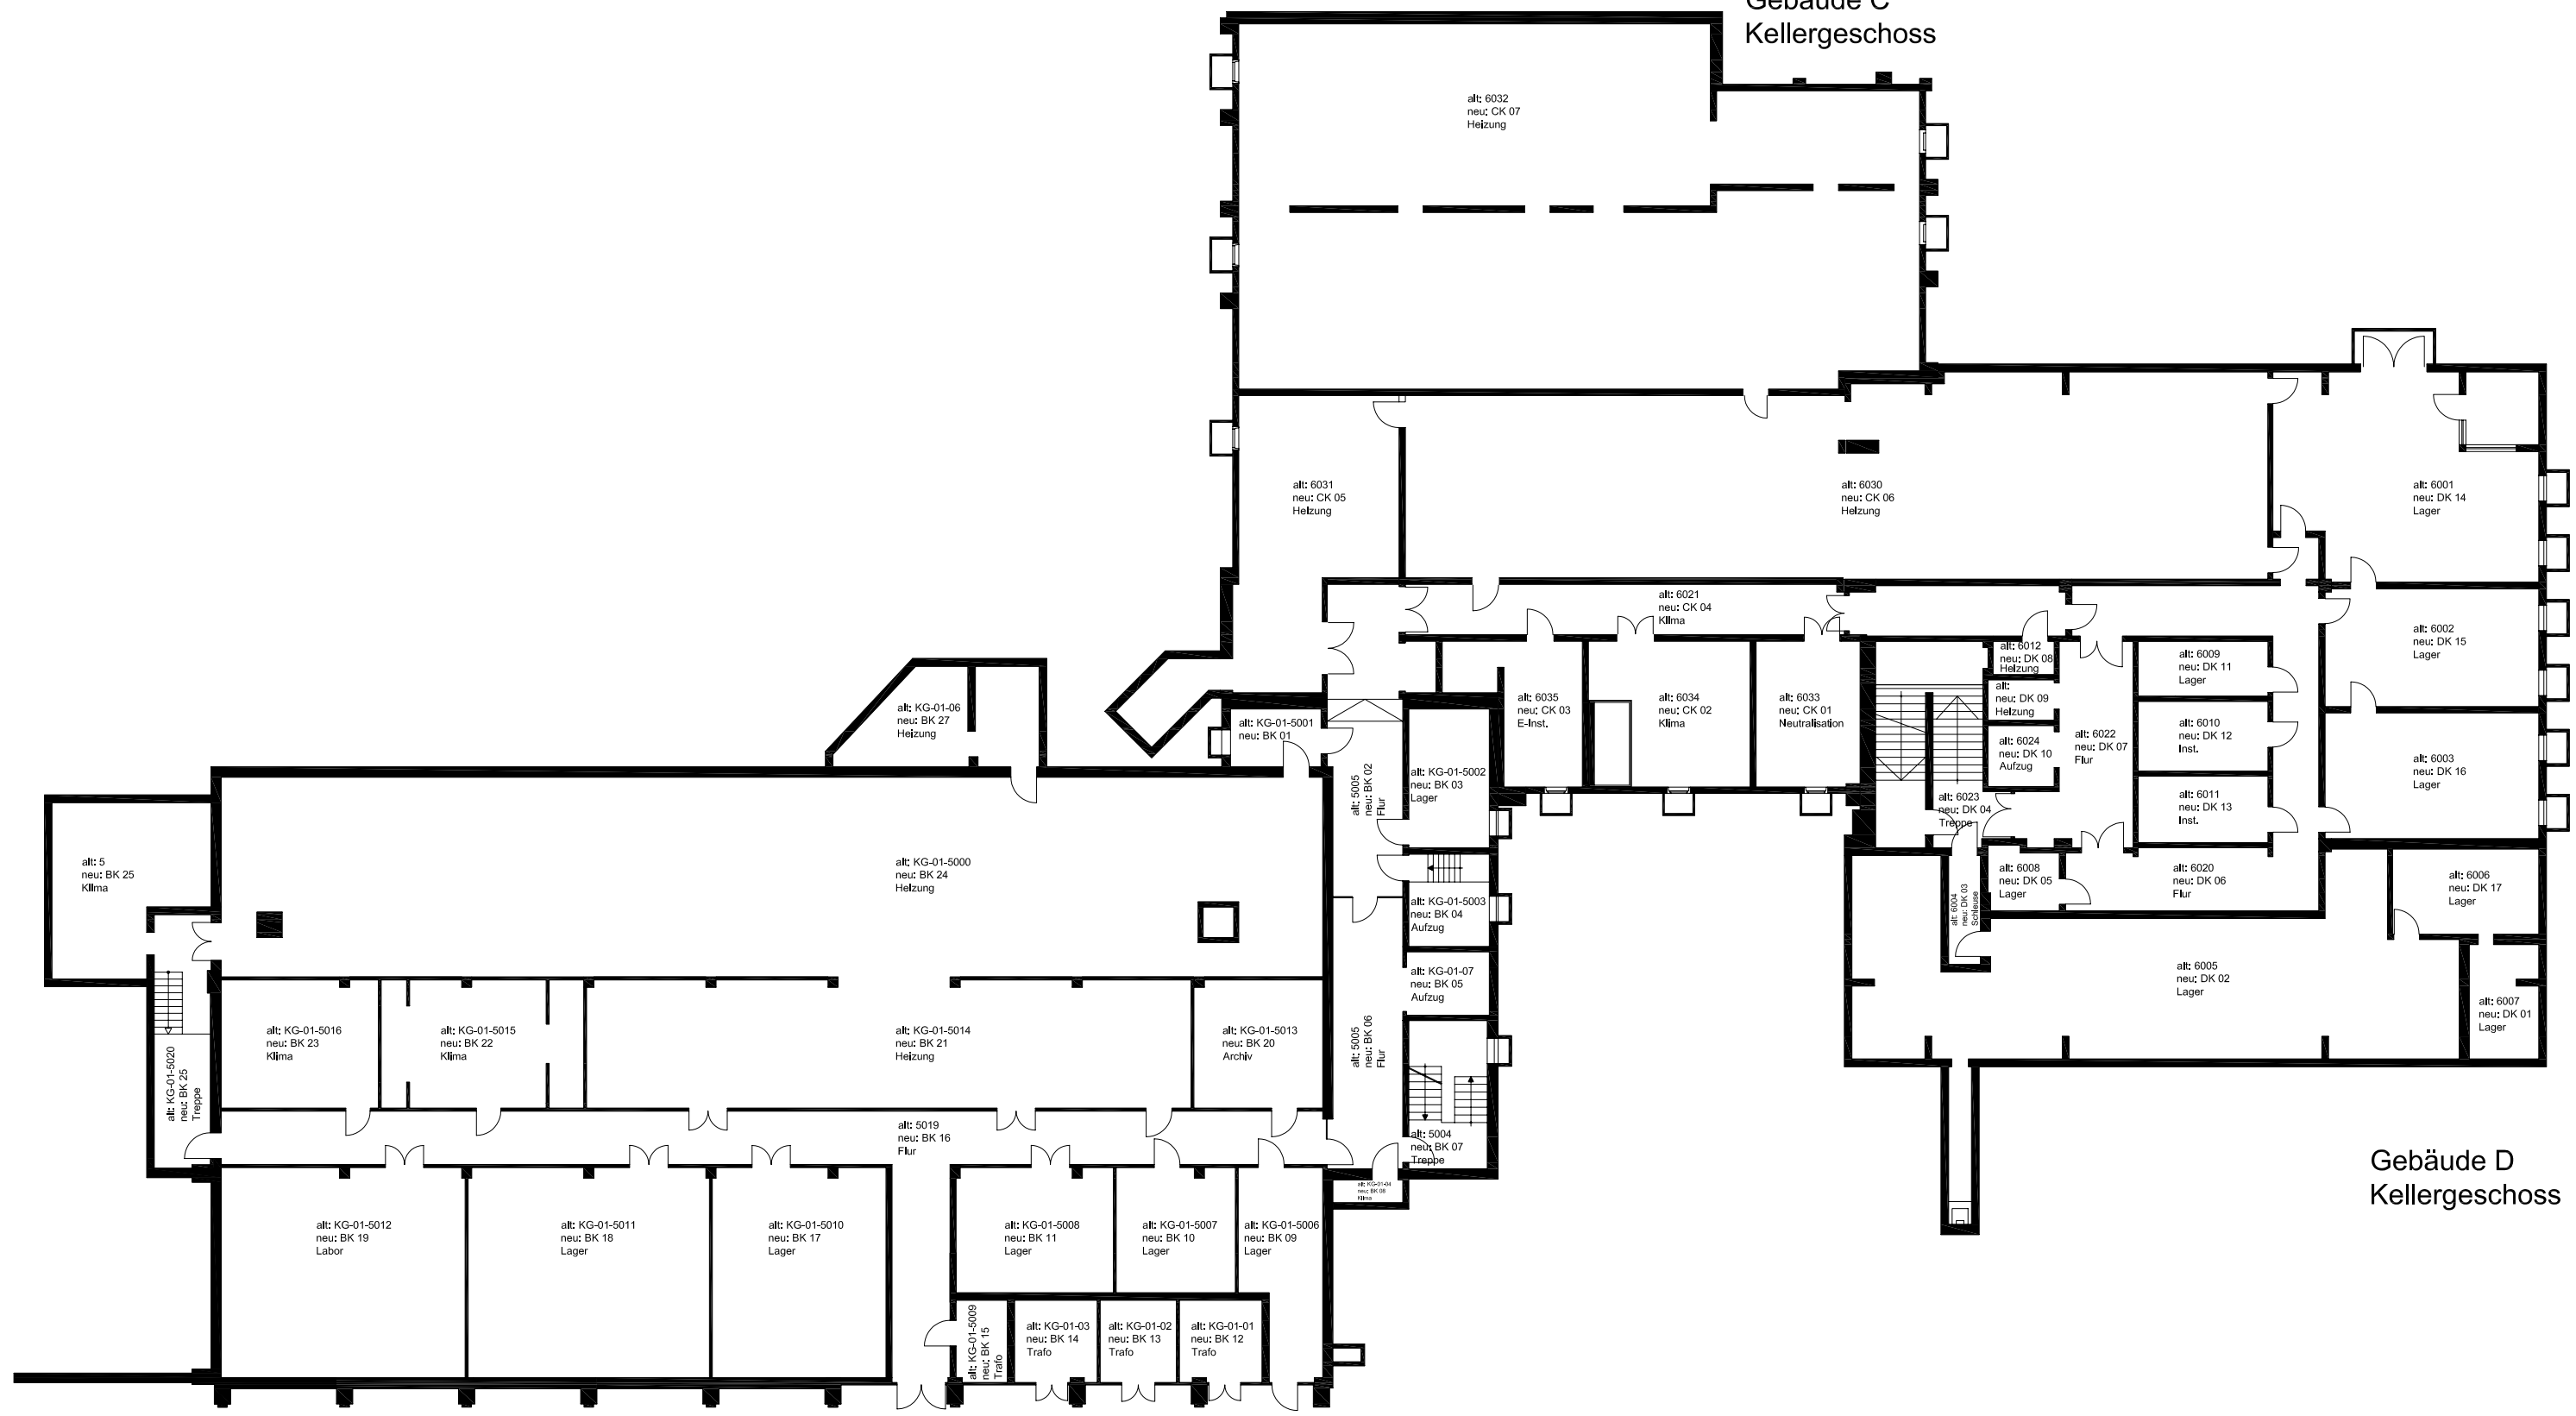 Gebäude C
Kellergeschoss
alt: 6032
neu: CK 07
Heizung
alt: 6031
neu: CK 05
Heizung
alt: 6030
neu: CK 06
Heizung
alt: 6001
neu: DK 14
Lager
alt: 6021
neu: CK 04
Klima
alt: 6002
neu: DK 15
Lager
alt: 6012
neu: DK 08
Heizung
alt: 6009
neu: DK 11
Lager
alt:
neu: DK 09
Heizung
alt: KG-01-06
neu: BK 27
Heizung
alt: KG-01-5001
neu: BK 01
alt: 6035
neu: CK 03
E-Inst.
alt: 6034
neu: CK 02
Klima
alt: 6033
neu: CK 01
Neutralisation
alt: 6024
neu: DK 10
Aufzug
alt: 6022
neu: DK 07
Flur
alt: 6010
neu: DK 12
Inst.
alt: 6003
neu: DK 16
Lager
alt: 5005
neu: BK 02
Flur
alt: KG-01-5002
neu: BK 03
Lager
alt: 6023
neu: DK 04
Treppe
alt: 6011
neu: DK 13
Inst.
alt: 5
neu: BK 25
Klima
alt: KG-01-5000
neu: BK 24
Heizung
alt: 6004
neu: DK 03
Schleuse
alt: 6008
neu: DK 05
Lager
alt: 6020
neu: DK 06
Flur
alt: 6006
neu: DK 17
Lager
alt: KG-01-5003
neu: BK 04
Aufzug
alt: KG-01-07
neu: BK 05
Aufzug
alt: 6005
neu: DK 02
Lager
alt: 6007
neu: DK 01
Lager
alt: KG-01-5020
neu: BK 25
Treppe
alt: KG-01-5016
neu: BK 23
Klima
alt: KG-01-5015
neu: BK 22
Klima
alt: KG-01-5014
neu: BK 21
Heizung
alt: KG-01-5013
neu: BK 20
Archiv
alt: 5005
neu: BK 06
Flur
alt: 5019
neu: BK 16
Flur
alt: 5004
neu: BK 07
Treppe
alt: KG-01-04
neu: BK 08
Klima
Gebäude D
Kellergeschoss
alt: KG-01-5012
neu: BK 19
Labor
alt: KG-01-5011
neu: BK 18
Lager
alt: KG-01-5010
neu: BK 17
Lager
alt: KG-01-5008
neu: BK 11
Lager
alt: KG-01-5007
neu: BK 10
Lager
alt: KG-01-5006
neu: BK 09
Lager
alt: KG-01-5009
neu: BK 15
Trafo
alt: KG-01-03
neu: BK 14
Trafo
alt: KG-01-02
neu: BK 13
Trafo
alt: KG-01-01
neu: BK 12
Trafo